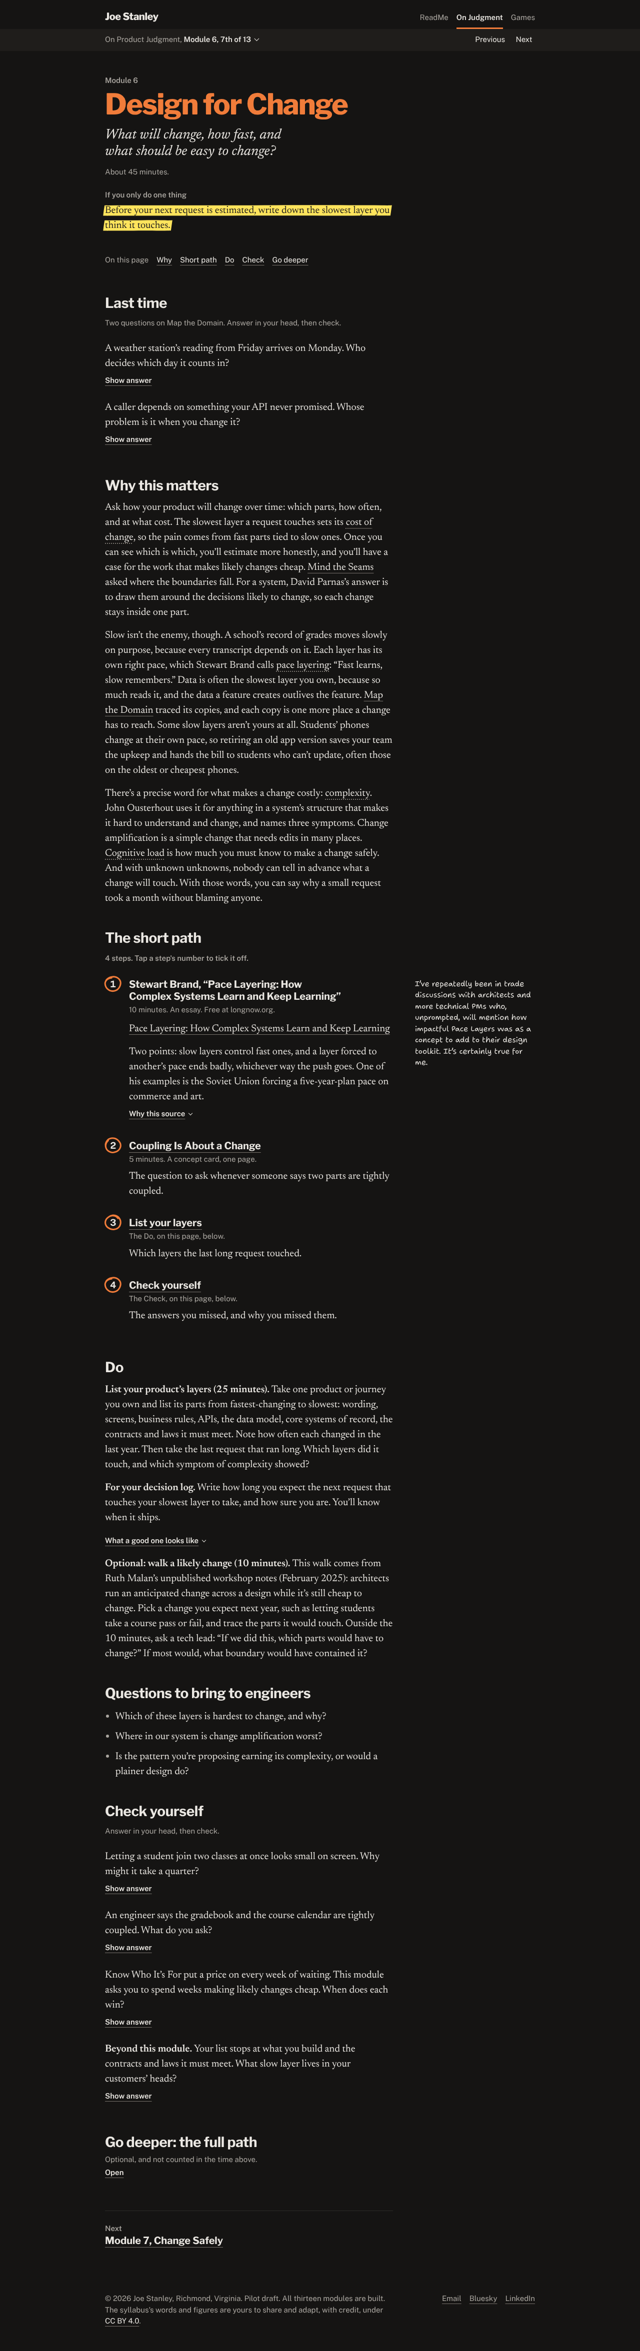 Joe Stanley
ReadMe On Judgment Games
On Product Judgment, Module 6, 7th of 13
Previous Next
Module 6
Design for Change
What will change, how fast, and
what should be easy to change?
About 45 minutes.
If you only do one thing
Before your next request is estimated, write down the slowest layer you
think it touches.
On this page Why Short path Do Check Go deeper
Last time
Two questions on Map the Domain. Answer in your head, then check.
A weather station’s reading from Friday arrives on Monday. Who
decides which day it counts in?
Show answer
A caller depends on something your API never promised. Whose
problem is it when you change it?
Show answer
Why this matters
Ask how your product will change over time: which parts, how often,
and at what cost. The slowest layer a request touches sets its cost of
change, so the pain comes from fast parts tied to slow ones. Once you
can see which is which, you’ll estimate more honestly, and you’ll have a
case for the work that makes likely changes cheap. Mind the Seams
asked where the boundaries fall. For a system, David Parnas’s answer is
to draw them around the decisions likely to change, so each change
stays inside one part.
Slow isn’t the enemy, though. A school’s record of grades moves slowly
on purpose, because every transcript depends on it. Each layer has its
own right pace, which Stewart Brand calls pace layering: “Fast learns,
slow remembers.” Data is often the slowest layer you own, because so
much reads it, and the data a feature creates outlives the feature. Map
the Domain traced its copies, and each copy is one more place a change
has to reach. Some slow layers aren’t yours at all. Students’ phones
change at their own pace, so retiring an old app version saves your team
the upkeep and hands the bill to students who can’t update, often those
on the oldest or cheapest phones.
There’s a precise word for what makes a change costly: complexity.
John Ousterhout uses it for anything in a system’s structure that makes
it hard to understand and change, and names three symptoms. Change
amplification is a simple change that needs edits in many places.
Cognitive load is how much you must know to make a change safely.
And with unknown unknowns, nobody can tell in advance what a
change will touch. With those words, you can say why a small request
took a month without blaming anyone.
The short path
4 steps. Tap a step’s number to tick it off.
1 Stewart Brand, “Pace Layering: How
Complex Systems Learn and Keep Learning”
10 minutes. An essay. Free at longnow.org.
Pace Layering: How Complex Systems Learn and Keep Learning
Two points: slow layers control fast ones, and a layer forced to
another’s pace ends badly, whichever way the push goes. One of
his examples is the Soviet Union forcing a five-year-plan pace on
commerce and art.
Why this source
I’ve repeatedly been in trade
discussions with architects and
more technical PMs who,
unprompted, will mention how
impactful Pace Layers was as a
concept to add to their design
toolkit. It’s certainly true for
me.
2 Coupling Is About a Change
5 minutes. A concept card, one page.
The question to ask whenever someone says two parts are tightly
coupled.
3 List your layers
The Do, on this page, below.
Which layers the last long request touched.
4 Check yourself
The Check, on this page, below.
The answers you missed, and why you missed them.
Do
List your product’s layers (25 minutes). Take one product or journey
you own and list its parts from fastest-changing to slowest: wording,
screens, business rules, APIs, the data model, core systems of record, the
contracts and laws it must meet. Note how often each changed in the
last year. Then take the last request that ran long. Which layers did it
touch, and which symptom of complexity showed?
For your decision log. Write how long you expect the next request that
touches your slowest layer to take, and how sure you are. You’ll know
when it ships.
What a good one looks like
Optional: walk a likely change (10 minutes). This walk comes from
Ruth Malan’s unpublished workshop notes (February 2025): architects
run an anticipated change across a design while it’s still cheap to
change. Pick a change you expect next year, such as letting students
take a course pass or fail, and trace the parts it would touch. Outside the
10 minutes, ask a tech lead: “If we did this, which parts would have to
change?” If most would, what boundary would have contained it?
Questions to bring to engineers
Which of these layers is hardest to change, and why?
Where in our system is change amplification worst?
Is the pattern you’re proposing earning its complexity, or would a
plainer design do?
Check yourself
Answer in your head, then check.
Letting a student join two classes at once looks small on screen. Why
might it take a quarter?
Show answer
An engineer says the gradebook and the course calendar are tightly
coupled. What do you ask?
Show answer
Know Who It’s For put a price on every week of waiting. This module
asks you to spend weeks making likely changes cheap. When does each
win?
Show answer
Beyond this module. Your list stops at what you build and the
contracts and laws it must meet. What slow layer lives in your
customers’ heads?
Show answer
Go deeper: the full path
Optional, and not counted in the time above.
Open
Next
Module 7, Change Safely
© 2026 Joe Stanley, Richmond, Virginia. Pilot draft. All thirteen modules are built.
The syllabus’s words and figures are yours to share and adapt, with credit, under
CC BY 4.0.
Email Bluesky LinkedIn